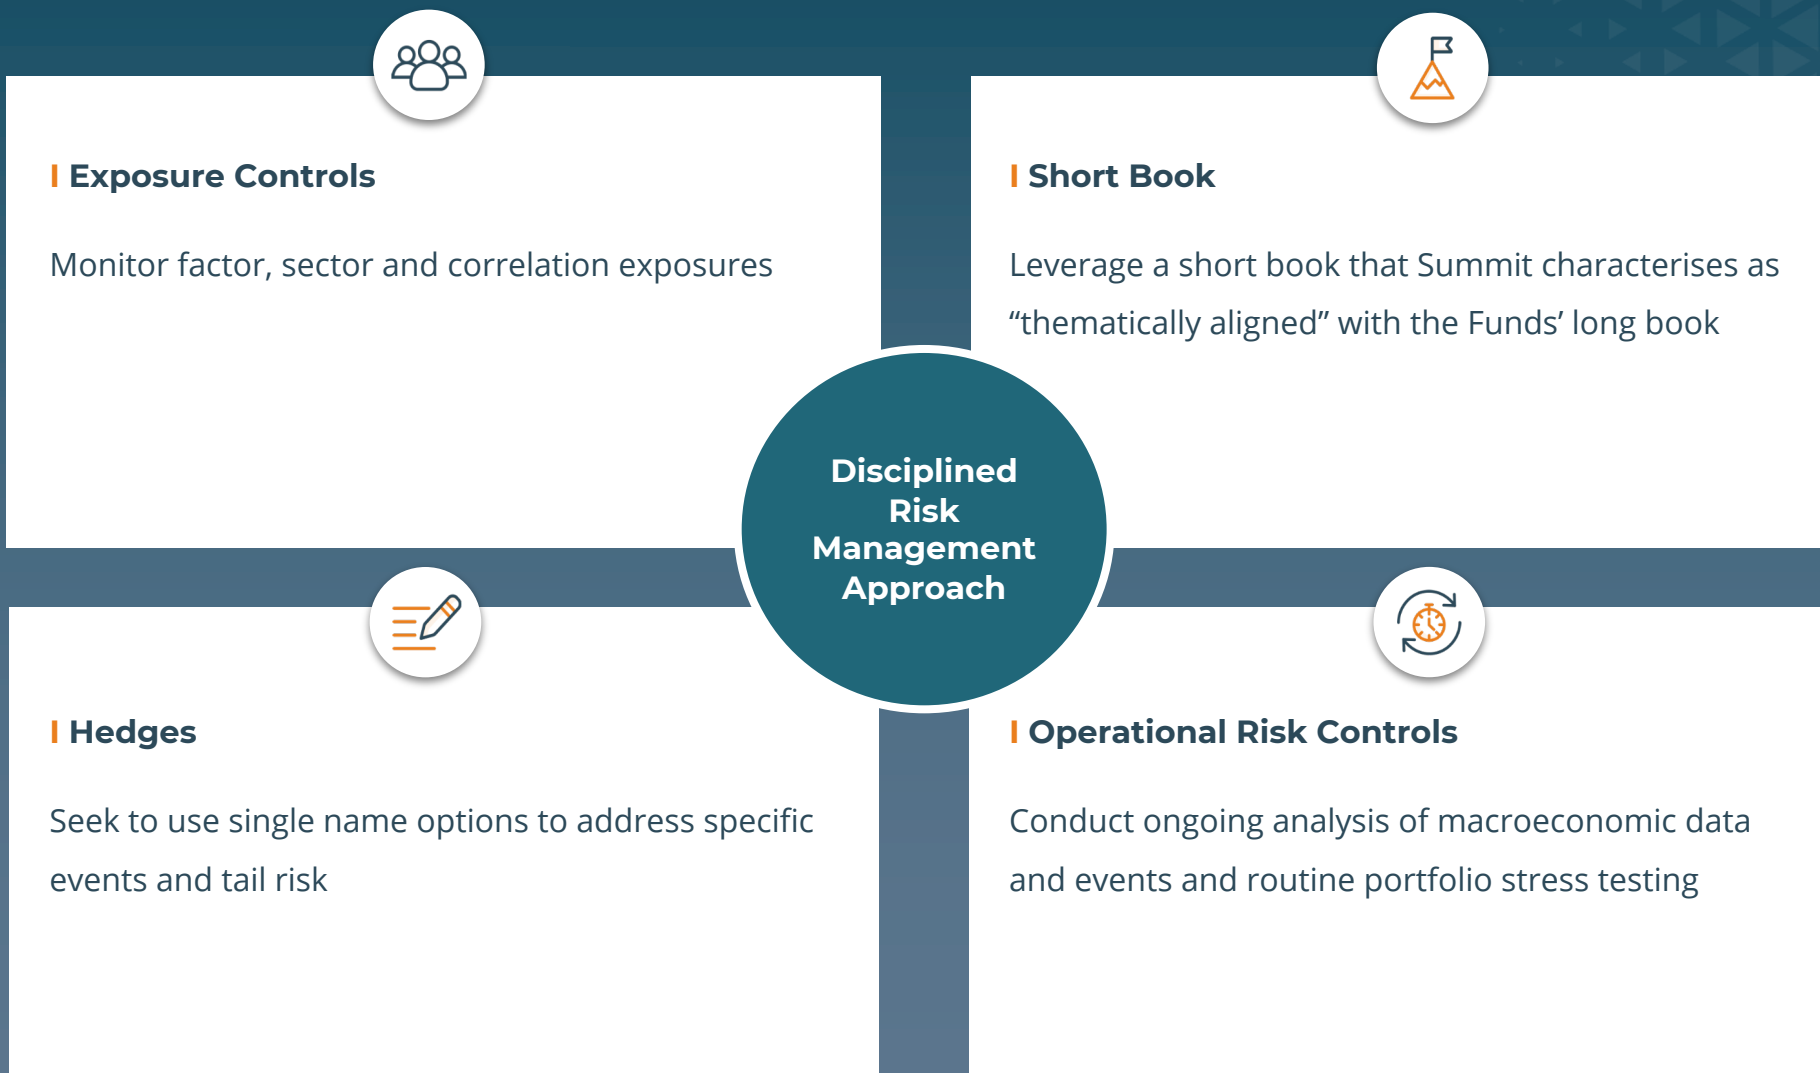 Exposure Controls
Monitor factor, sector and correlation exposures
Short Book
Leverage a short book that Summit characterises as
“thematically aligned” with the Funds’ long book
Disciplined
Risk
Management
Approach
Hedges
Seek to use single name options to address specific
events and tail risk
Operational Risk Controls
Conduct ongoing analysis of macroeconomic data
and events and routine portfolio stress testing